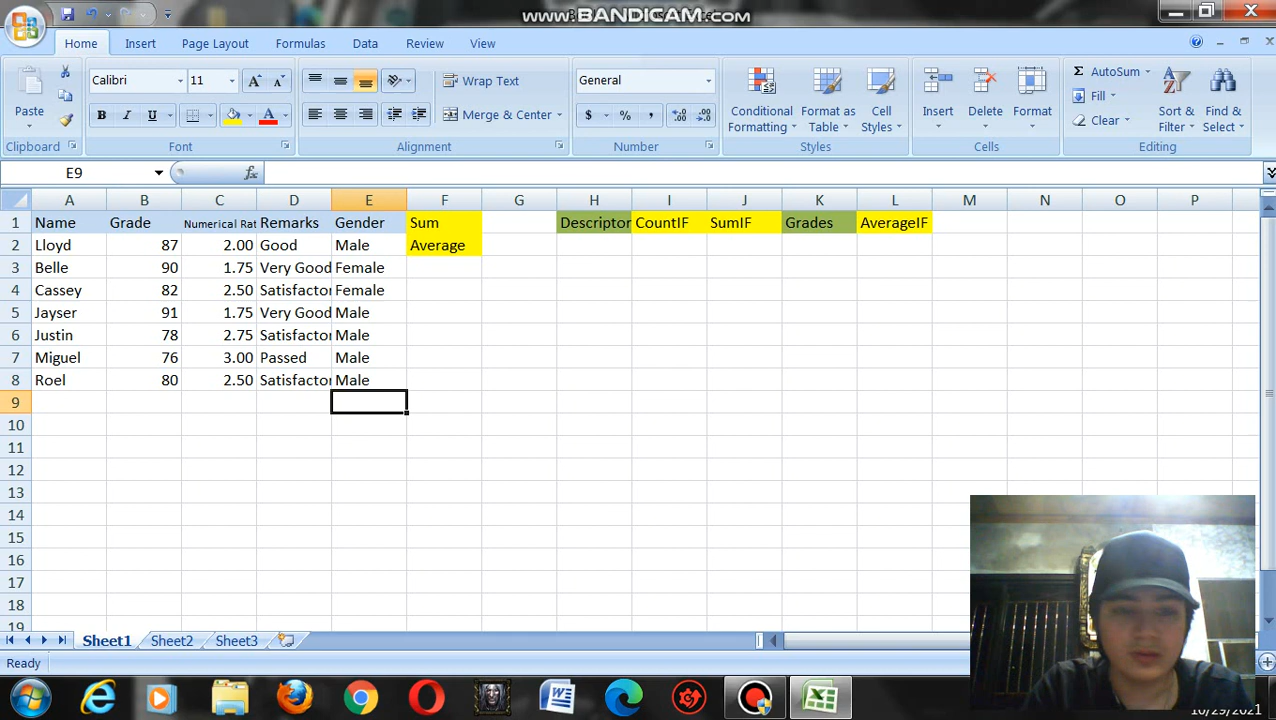 www.BANDICAM.com
Home Insert Page Layout Formulas Data Review View
Calibri 11 Wrap Text General AutoSum
Paste Fill
B I U Merge & Center $ % , Conditional Formatting Format as Table Cell Styles Insert Delete Format Clear Sort & Filter Find & Select
Clipboard Font Alignment Number Styles Cells Editing
E9 fx
A B C D E F G H I J K L M N O P
1 Name Grade Numerical Rat Remarks Gender Sum Descriptor CountIF SumIF Grades AverageIF
2 Lloyd 87 2.00 Good Male Average
3 Belle 90 1.75 Very Good Female
4 Cassey 82 2.50 Satisfactor Female
5 Jayser 91 1.75 Very Good Male
6 Justin 78 2.75 Satisfactor Male
7 Miguel 76 3.00 Passed Male
8 Roel 80 2.50 Satisfactor Male
9
10
11
12
13
14
15
16
17
18
19
Sheet1 Sheet2 Sheet3
Ready
10/29/2021